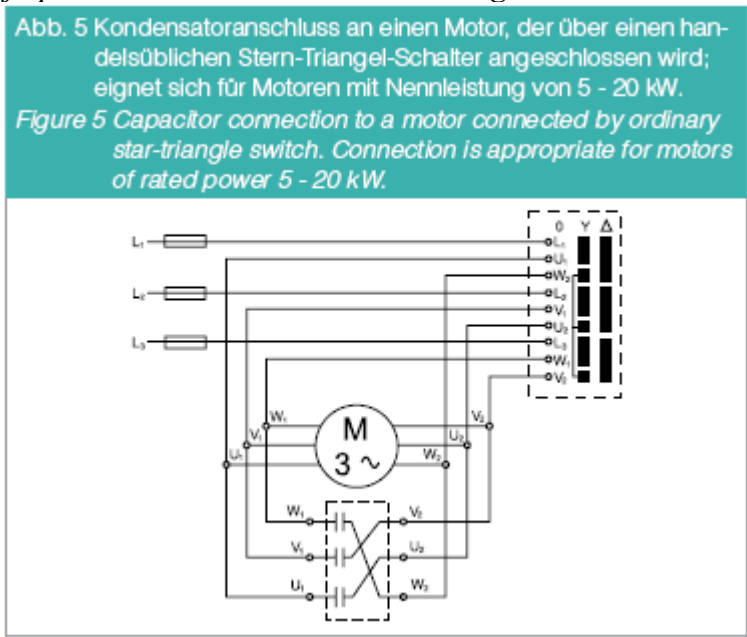 Abb. 5 Kondensatoranschluss an einen Motor, der über einen han-
delsüblichen Stern-Triangel-Schalter angeschlossen wird;
eignet sich für Motoren mit Nennleistung von 5 - 20 kW.
Figure 5 Capacitor connection to a motor connected by ordinary
star-triangle switch. Connection is appropriate for motors
of rated power 5 - 20 kW.
0 Y Δ
L₁ L₁
U₁
W₂
L₂ L₂
V₁
U₂
L₃ L₃
W₁
V₂
W₁ V₂
V₁ M U₂
U₁ 3 ~ W₂
W₁ V₂
V₁ U₂
U₁ W₂